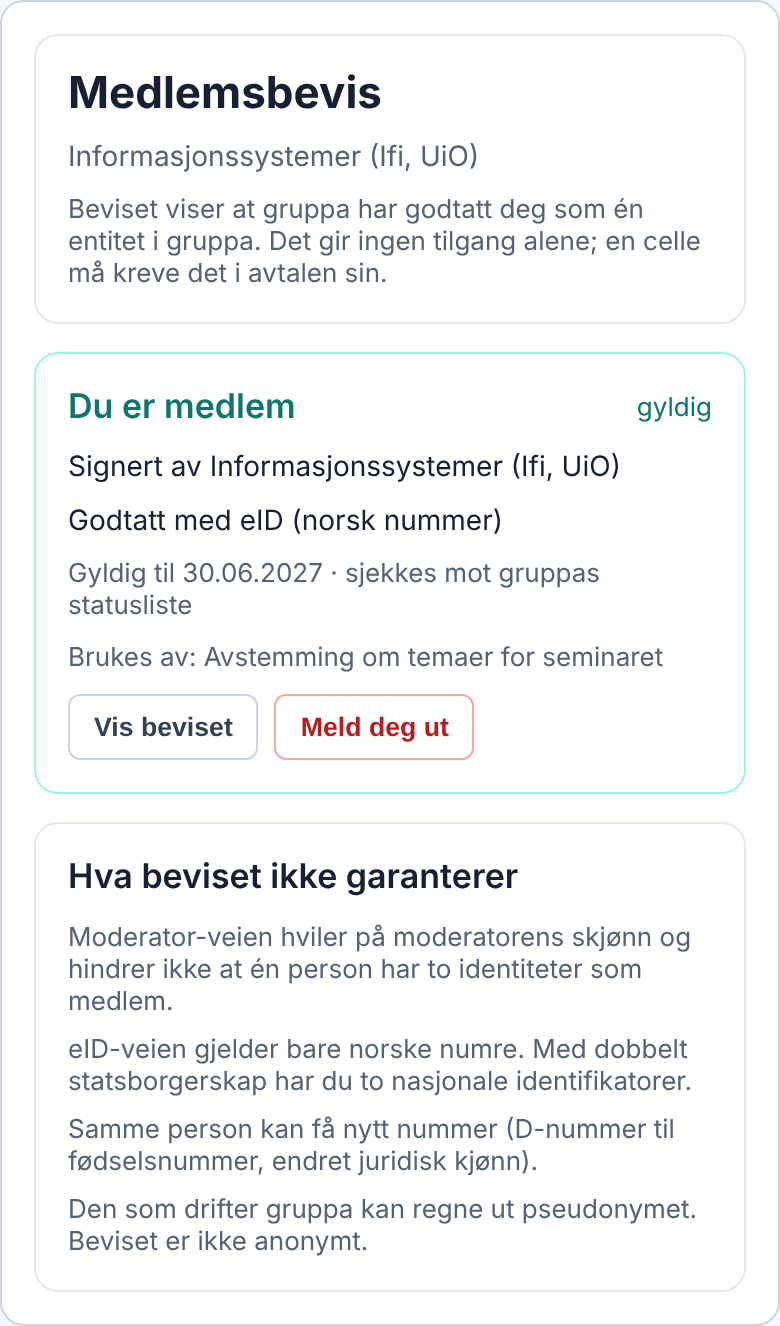 Medlemsbevis
Informasjonssystemer (Ifi, UiO)
Beviset viser at gruppa har godtatt deg som én
entitet i gruppa. Det gir ingen tilgang alene; en celle
må kreve det i avtalen sin.
Du er medlem
gyldig
Signert av Informasjonssystemer (Ifi, UiO)
Godtatt med eID (norsk nummer)
Gyldig til 30.06.2027 · sjekkes mot gruppas
statusliste
Brukes av: Avstemming om temaer for seminaret
Vis beviset
Meld deg ut
Hva beviset ikke garanterer
Moderator-veien hviler på moderatorens skjønn og
hindrer ikke at én person har to identiteter som
medlem.
eID-veien gjelder bare norske numre. Med dobbelt
statsborgerskap har du to nasjonale identifikatorer.
Samme person kan få nytt nummer (D-nummer til
fødselsnummer, endret juridisk kjønn).
Den som drifter gruppa kan regne ut pseudonymet.
Beviset er ikke anonymt.